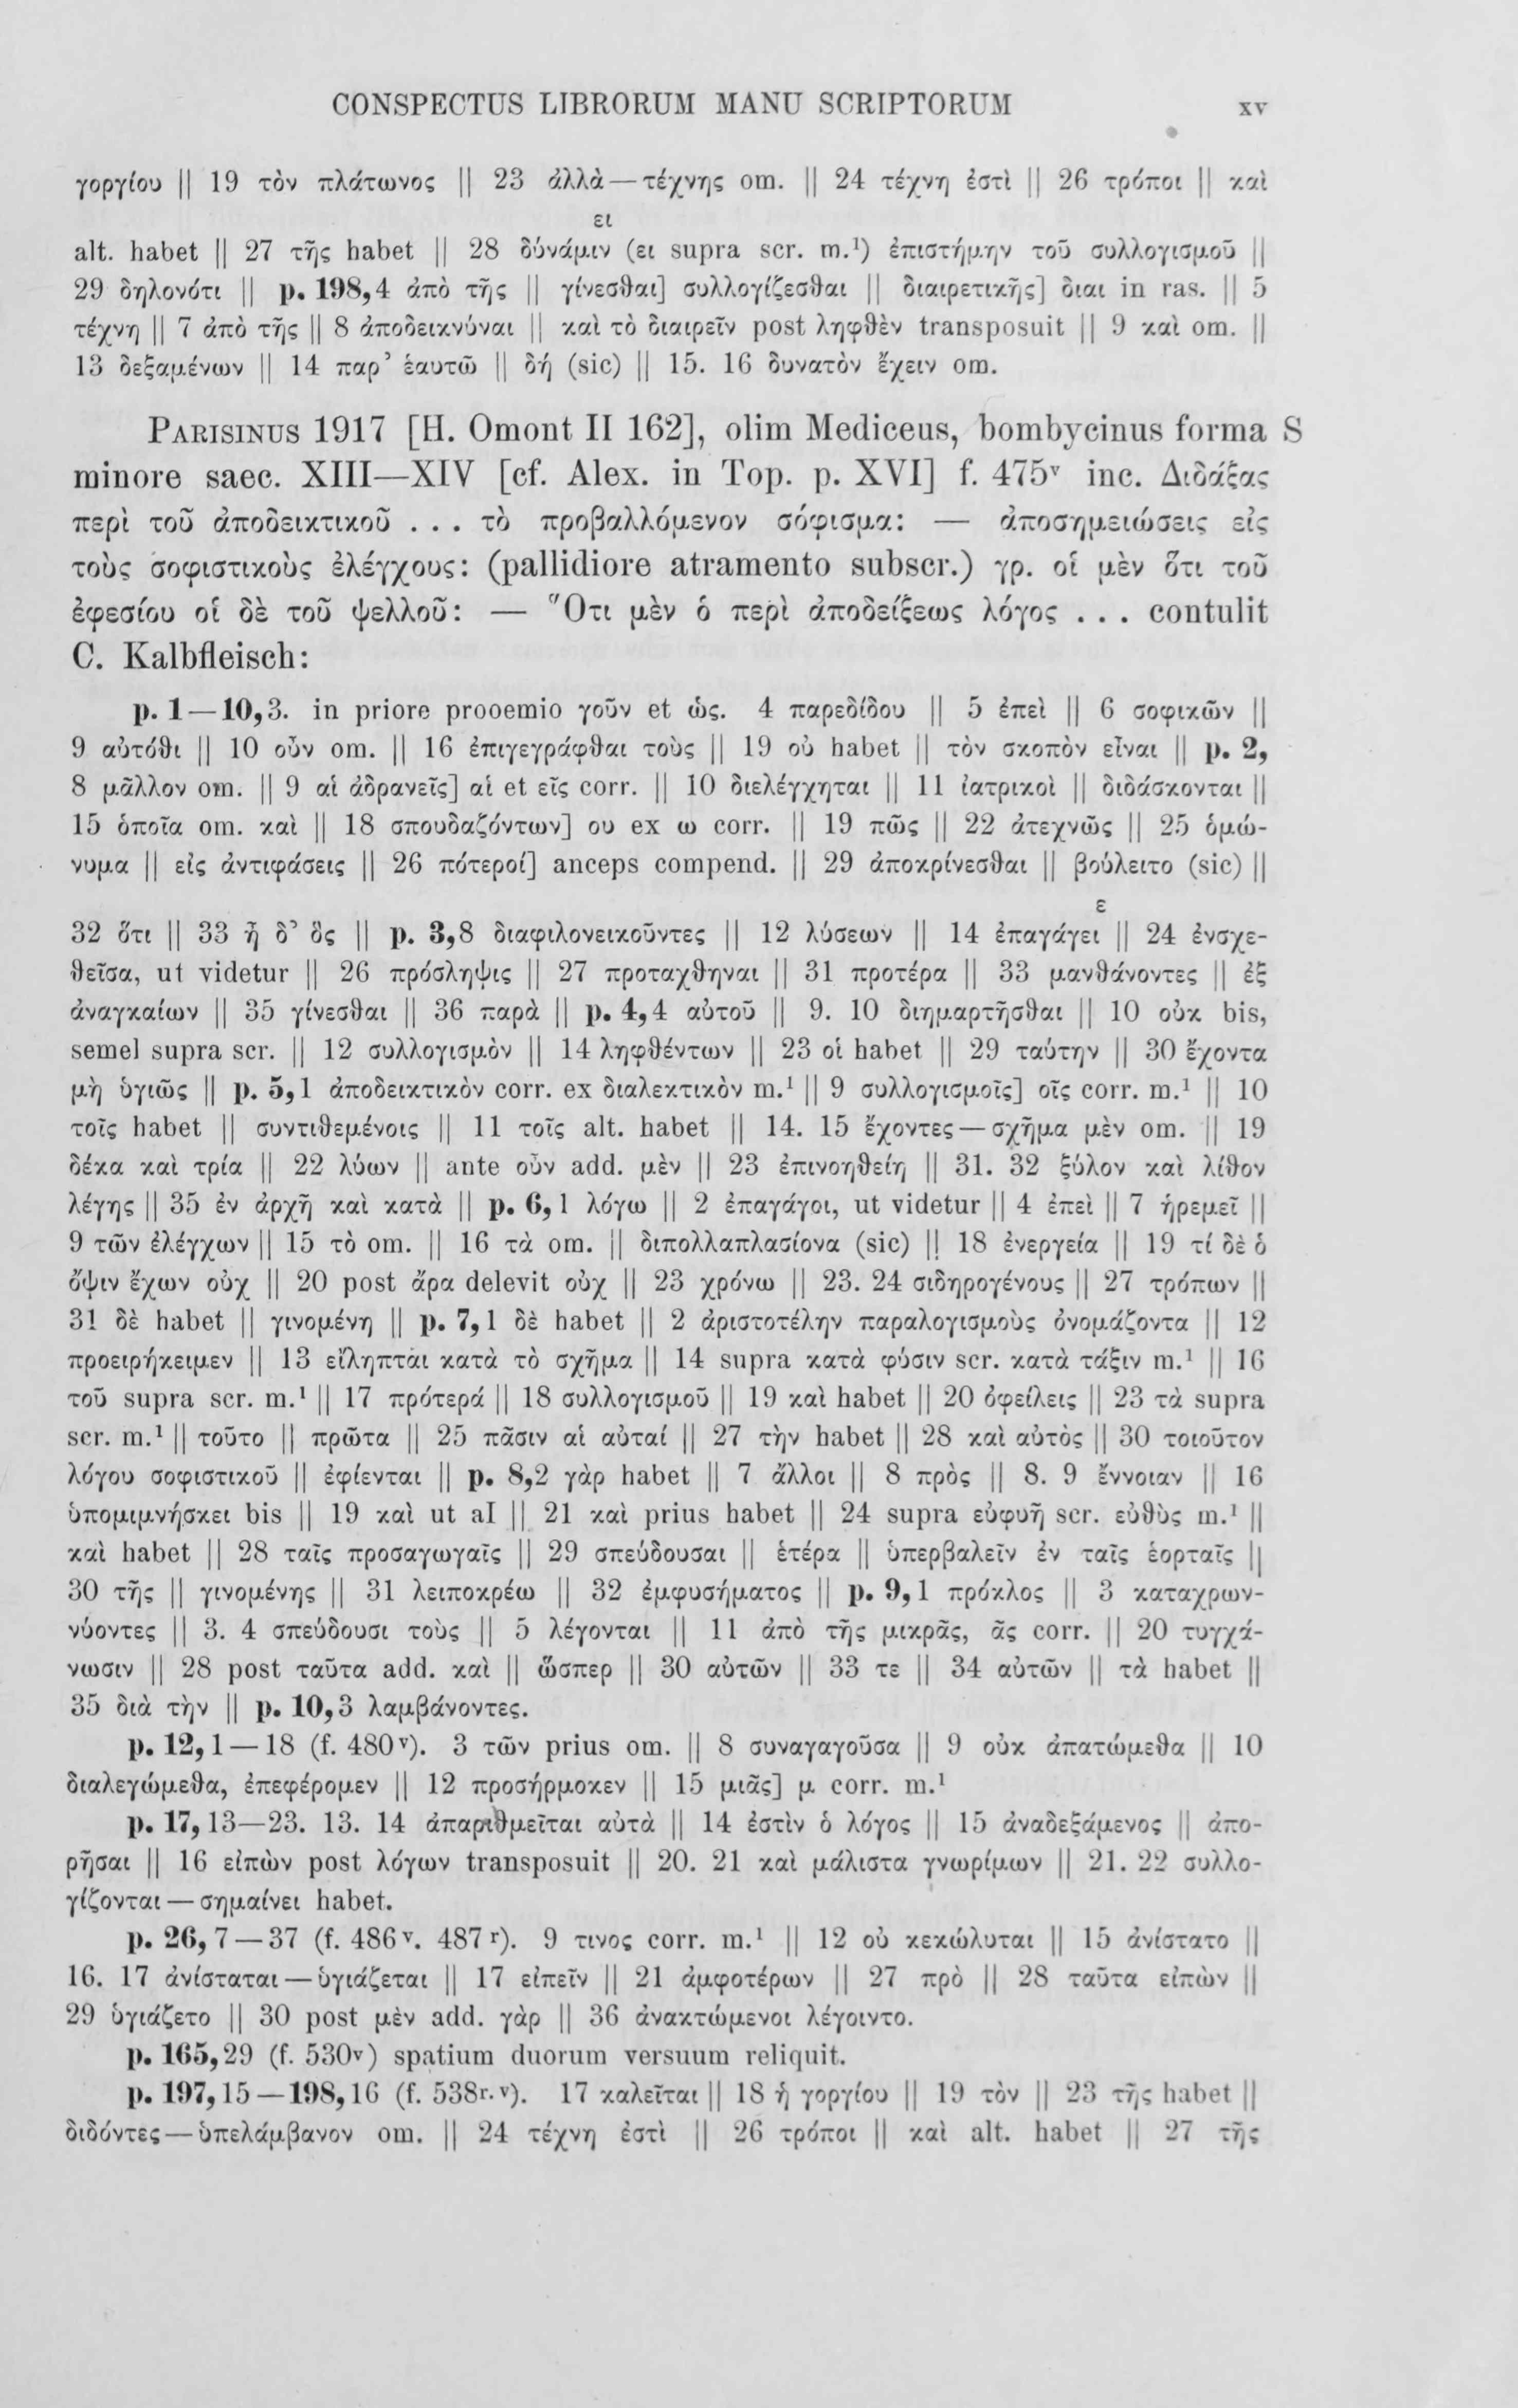 CONSPECTUS LIBRORUM MANU SCRIPTORUM xv
γοργίου || 19 τὸν πλάτωνος || 23 ἀλλὰ — τέχνης om. || 24 τέχνη ἐστὶ || 26 τρόποι || καὶ
ει
alt. habet || 27 τῆς habet || 28 δύνάμιν (ει supra scr. m.¹) ἐπιστήμην τοῦ συλλογισμοῦ ||
29 δηλονότι || p. 198,4 ἀπὸ τῆς || γίνεσθαι] συλλογίζεσθαι || διαιρετικῆς] διαι in ras. || 5
τέχνη || 7 ἀπὸ τῆς || 8 ἀποδεικνύναι || καὶ τὸ διαιρεῖν post ληφθὲν transposuit || 9 καὶ om. ||
13 δεξαμένων || 14 παρ’ ἑαυτῶ || δή (sic) || 15. 16 δυνατὸν ἔχειν om.
PARISINUS 1917 [H. Omont II 162], olim Mediceus, bombycinus forma S
minore saec. XIII—XIV [cf. Alex. in Top. p. XVI] f. 475ᵛ inc. Διδάξας
περὶ τοῦ ἀποδεικτικοῦ . . . τὸ προβαλλόμενον σόφισμα: — ἀποσημειώσεις εἰς
τοὺς σοφιστικοὺς ἐλέγχους: (pallidiore atramento subscr.) γρ. οἱ μὲν ὅτι τοῦ
ἐφεσίου οἱ δὲ τοῦ ψελλοῦ: — Ὅτι μὲν ὁ περὶ ἀποδείξεως λόγος . . . contulit
C. Kalbfleisch:
p. 1—10,3. in priore prooemio γοῦν et ὡς. 4 παρεδίδου || 5 ἐπεὶ || 6 σοφικῶν ||
9 αὐτόθι || 10 οὖν om. || 16 ἐπιγεγράφθαι τοὺς || 19 οὐ habet || τὸν σκοπὸν εἶναι || p. 2,
8 μᾶλλον om. || 9 αἱ ἀδρανεῖς] αἱ et εῖς corr. || 10 διελέγχηται || 11 ἰατρικοὶ || διδάσκονται ||
15 ὁποῖα om. καὶ || 18 σπουδαζόντων] ου ex ω corr. || 19 πῶς || 22 ἀτεχνῶς || 25 ὁμώ-
νυμα || εἰς ἀντιφάσεις || 26 πότεροί] anceps compend. || 29 ἀποκρίνεσθαι || βούλειτο (sic) ||
ε
32 ὅτι || 33 ἦ δ’ ὃς || p. 3,8 διαφιλονεικοῦντες || 12 λύσεων || 14 ἐπαγάγει || 24 ἐνσχε-
θεῖσα, ut videtur || 26 πρόσληψις || 27 προταχθηναι || 31 προτέρα || 33 μανθάνοντες || ἐξ
ἀναγκαίων || 35 γίνεσθαι || 36 παρὰ || p. 4,4 αὐτοῦ || 9. 10 διημαρτῆσθαι || 10 οὐκ bis,
semel supra scr. || 12 συλλογισμὸν || 14 ληφθέντων || 23 οἱ habet || 29 ταύτην || 30 ἔχοντα
μὴ ὑγιῶς || p. 5,1 ἀποδεικτικὸν corr. ex διαλεκτικὸν m.¹ || 9 συλλογισμοῖς] οῖς corr. m.¹ || 10
τοῖς habet || συντιθεμένοις || 11 τοῖς alt. habet || 14. 15 ἔχοντες — σχῆμα μὲν om. || 19
δέκα καὶ τρία || 22 λύων || ante οὖν add. μὲν || 23 ἐπινοηθείη || 31. 32 ξύλον καὶ λίθον
λέγης || 35 ἐν ἀρχῆ καὶ κατὰ || p. 6,1 λόγω || 2 ἐπαγάγοι, ut videtur || 4 ἐπεὶ || 7 ἠρεμεῖ ||
9 τῶν ἐλέγχων || 15 τὸ om. || 16 τὰ om. || διπολλαπλασίονα (sic) || 18 ἐνεργεία || 19 τί δὲ ὁ
ὄψιν ἔχων οὐχ || 20 post ἄρα delevit οὐχ || 23 χρόνω || 23. 24 σιδηρογένους || 27 τρόπων ||
31 δὲ habet || γινομένη || p. 7,1 δὲ habet || 2 ἀριστοτέλην παραλογισμοὺς ὀνομάζοντα || 12
προειρήκειμεν || 13 εἴληπται κατὰ τὸ σχῆμα || 14 supra κατὰ φύσιν scr. κατὰ τάξιν m.¹ || 16
τοῦ supra scr. m.¹ || 17 πρότερά || 18 συλλογισμοῦ || 19 καὶ habet || 20 ὀφείλεις || 23 τὰ supra
scr. m.¹ || τοῦτο || πρῶτα || 25 πᾶσιν αἱ αὐταί || 27 τὴν habet || 28 καὶ αὐτὸς || 30 τοιοῦτον
λόγου σοφιστικοῦ || ἐφίενται || p. 8,2 γὰρ habet || 7 ἄλλοι || 8 πρὸς || 8. 9 ἔννοιαν || 16
ὑπομιμνήσκει bis || 19 καὶ ut aI || 21 καὶ prius habet || 24 supra εὐφυῆ scr. εὐθὺς m.¹ ||
καὶ habet || 28 ταῖς προσαγωγαῖς || 29 σπεύδουσαι || ἑτέρα || ὑπερβαλεῖν ἐν ταῖς ἑορταῖς ||
30 τῆς || γινομένης || 31 λειποκρέω || 32 ἐμφυσήματος || p. 9,1 πρόκλος || 3 καταχρων-
νύοντες || 3. 4 σπεύδουσι τοὺς || 5 λέγονται || 11 ἀπὸ τῆς μικρᾶς, ᾶς corr. || 20 τυγχά-
νωσιν || 28 post ταῦτα add. καὶ || ὥσπερ || 30 αὐτῶν || 33 τε || 34 αὐτῶν || τὰ habet ||
35 διὰ τὴν || p. 10,3 λαμβάνοντες.
p. 12,1—18 (f. 480ᵛ). 3 τῶν prius om. || 8 συναγαγοῦσα || 9 οὐκ ἀπατώμεθα || 10
διαλεγώμεθα, ἐπεφέρομεν || 12 προσήρμοκεν || 15 μιᾶς] μ corr. m.¹
p. 17,13—23. 13. 14 ἀπαριθμεῖται αὐτὰ || 14 ἐστὶν ὁ λόγος || 15 ἀναδεξάμενος || ἀπο-
ρῆσαι || 16 εἰπὼν post λόγων transposuit || 20. 21 καὶ μάλιστα γνωρίμων || 21. 22 συλλο-
γίζονται — σημαίνει habet.
p. 26,7—37 (f. 486ᵛ. 487ʳ). 9 τινος corr. m.¹ || 12 οὐ κεκώλυται || 15 ἀνίστατο ||
16. 17 ἀνίσταται — ὑγιάζεται || 17 εἰπεῖν || 21 ἀμφοτέρων || 27 πρὸ || 28 ταῦτα εἰπὼν ||
29 ὑγιάζετο || 30 post μὲν add. γὰρ || 36 ἀνακτώμενοι λέγοιντο.
p. 165,29 (f. 530ᵛ) spatium duorum versuum reliquit.
p. 197,15—198,16 (f. 538ʳ·ᵛ). 17 καλεῖται || 18 ἡ γοργίου || 19 τὸν || 23 τῆς habet ||
διδόντες — ὑπελάμβανον om. || 24 τέχνη ἐστὶ || 26 τρόποι || καὶ alt. habet || 27 τῆς